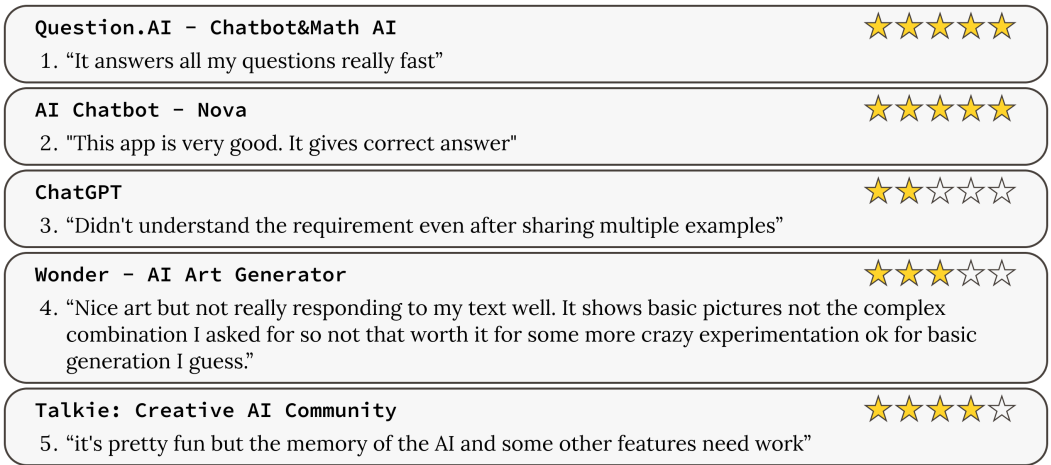 Question.AI - Chatbot&Math AI
1. “It answers all my questions really fast”
AI Chatbot - Nova
2. "This app is very good. It gives correct answer"
ChatGPT
3. “Didn't understand the requirement even after sharing multiple examples”
Wonder - AI Art Generator
4. “Nice art but not really responding to my text well. It shows basic pictures not the complex
combination I asked for so not that worth it for some more crazy experimentation ok for basic
generation I guess.”
Talkie: Creative AI Community
5. “it's pretty fun but the memory of the AI and some other features need work”